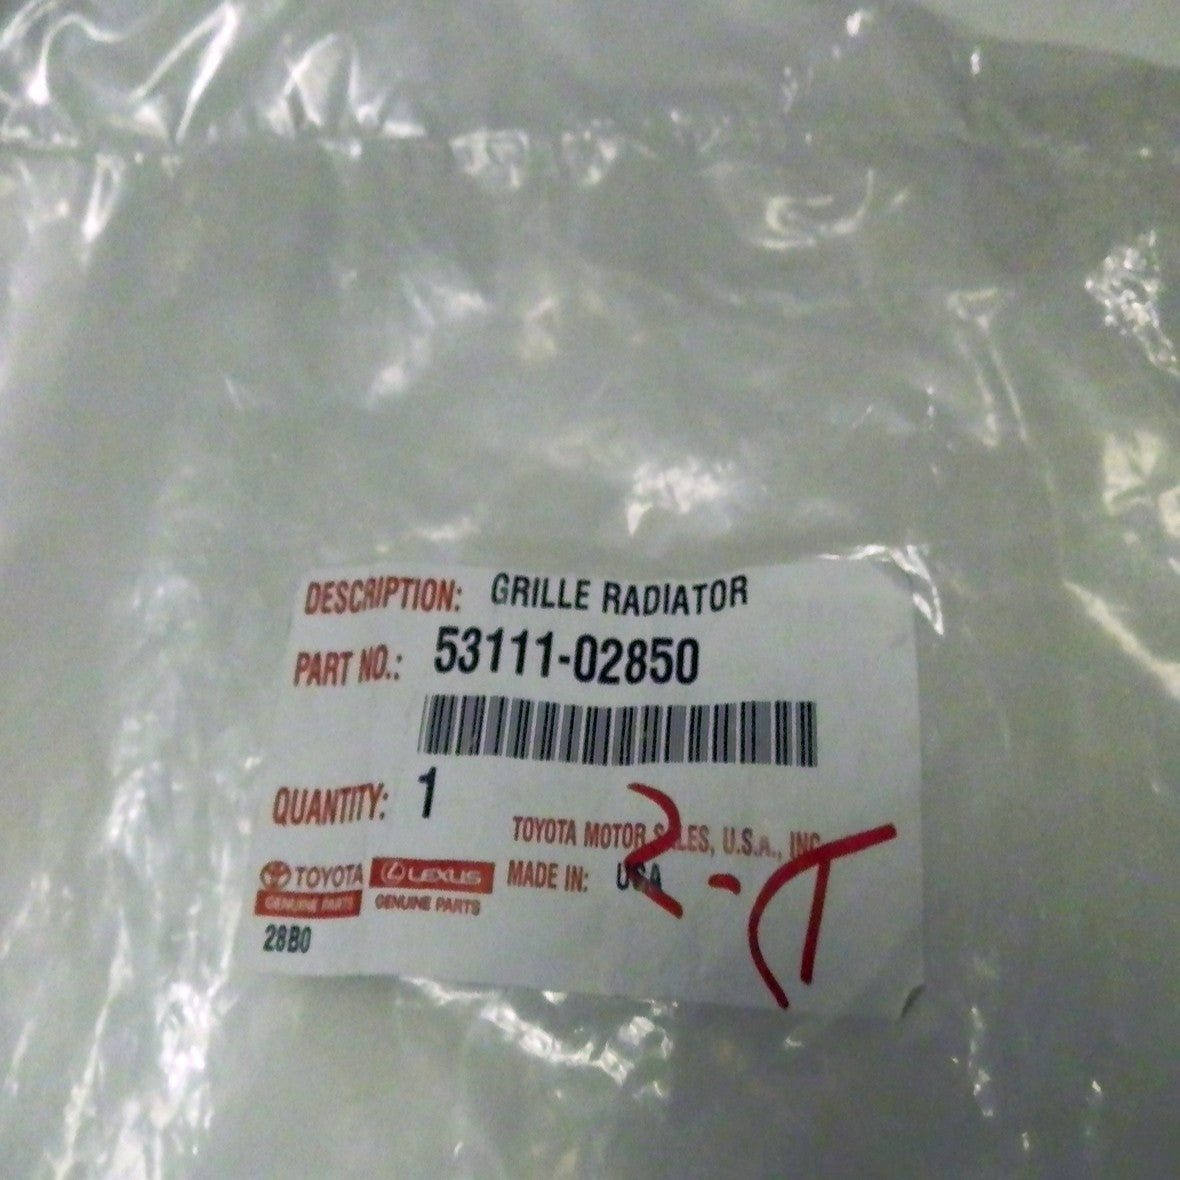 DESCRIPTION: GRILLE RADIATOR
PART NO.: 53111-02850
QUANTITY: 1
TOYOTA MOTOR SALES, U.S.A., INC
MADE IN: USA
TOYOTA
GENUINE PARTS
LEXUS
GENUINE PARTS
28B0